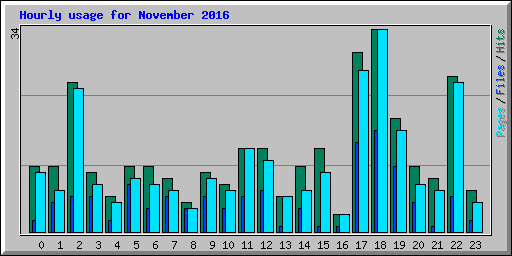 Hourly usage for November 2016
34
Pages/Files/Hits
0 1 2 3 4 5 6 7 8 9 10 11 12 13 14 15 16 17 18 19 20 21 22 23